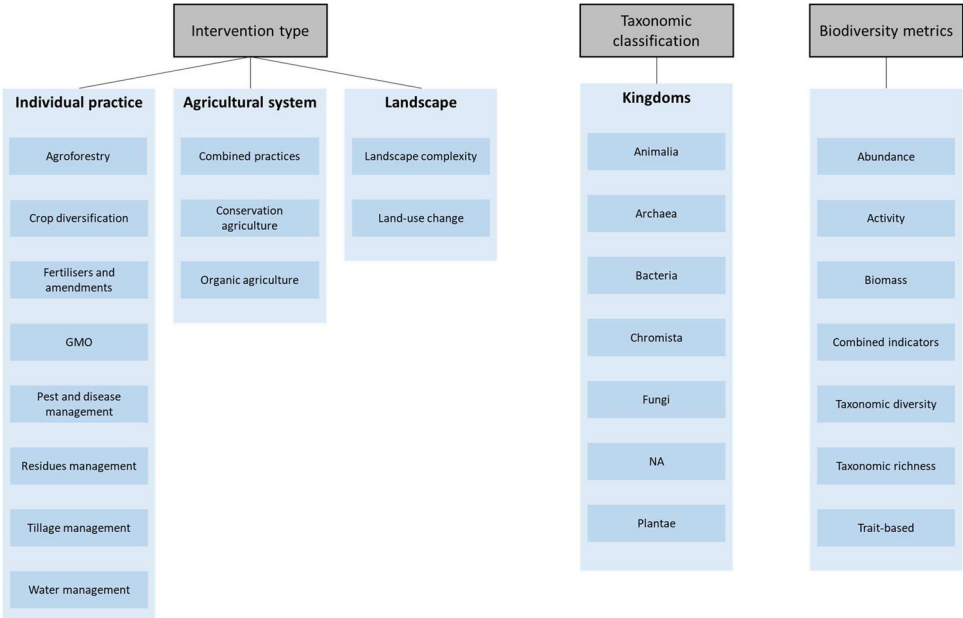 Intervention type
Individual practice
Agroforestry
Crop diversification
Fertilisers and
amendments
GMO
Pest and disease
management
Residues management
Tillage management
Water management
Agricultural system
Combined practices
Conservation
agriculture
Organic agriculture
Landscape
Landscape complexity
Land-use change
Taxonomic
classification
Kingdoms
Animalia
Archaea
Bacteria
Chromista
Fungi
NA
Plantae
Biodiversity metrics
Abundance
Activity
Biomass
Combined indicators
Taxonomic diversity
Taxonomic richness
Trait-based